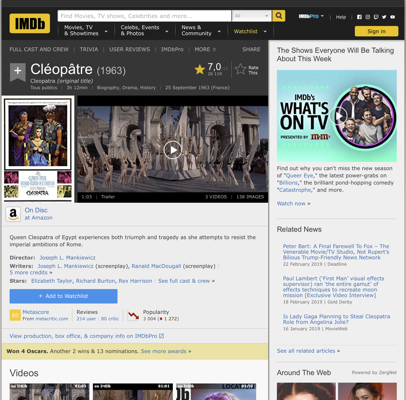 IMDb
Find Movies, TV shows, Celebrities and more...
All
IMDbPro
Help
Movies, TV & Showtimes
Celebs, Events & Photos
News & Community
Watchlist
Sign in
FULL CAST AND CREW | TRIVIA | USER REVIEWS | IMDbPro | MORE
SHARE
Cléopâtre (1963)
Cleopatra (original title)
Tous publics | 3h 12min | Biography, Drama, History | 25 September 1963 (France)
7,0
Rate This
1:03 | Trailer
3 VIDEOS | 138 IMAGES
On Disc
at Amazon
Queen Cleopatra of Egypt experiences both triumph and tragedy as she attempts to resist the
imperial ambitions of Rome.
Director: Joseph L. Mankiewicz
Writers: Joseph L. Mankiewicz (screenplay), Ranald MacDougall (screenplay) |
5 more credits »
Stars: Elizabeth Taylor, Richard Burton, Rex Harrison | See full cast & crew »
+ Add to Watchlist
60
Metascore
From metacritic.com
Reviews
214 user | 80 critic
Popularity
3 004 ( 1 272)
View production, box office, & company info on IMDbPro
Won 4 Oscars. Another 2 wins & 13 nominations. See more awards »
Videos
The Shows Everyone Will Be Talking
About This Week
IMDb's
WHAT'S
ON TV
PRESENTED BY
Find out why you can't miss the new season
of "Queer Eye," the latest power-grabs on
"Billions," the brilliant pond-hopping comedy
"Catastrophe," and more.
Watch now »
Related News
Peter Bart: A Final Farewell To Fox – The
Venerable Movie/TV Studio, Not Rupert's
Bilious Trump-Friendly News Network
22 February 2019 | Deadline
Paul Lambert ('First Man' visual effects
supervisor) ran 'the entire gamut' of
effects techniques to recreate moon
mission [Exclusive Video Interview]
18 February 2019 | Gold Derby
Is Lady Gaga Planning to Steal Cleopatra
Role from Angelina Jolie?
16 January 2019 | MovieWeb
See all related articles »
Around The Web
Powered by ZergNet